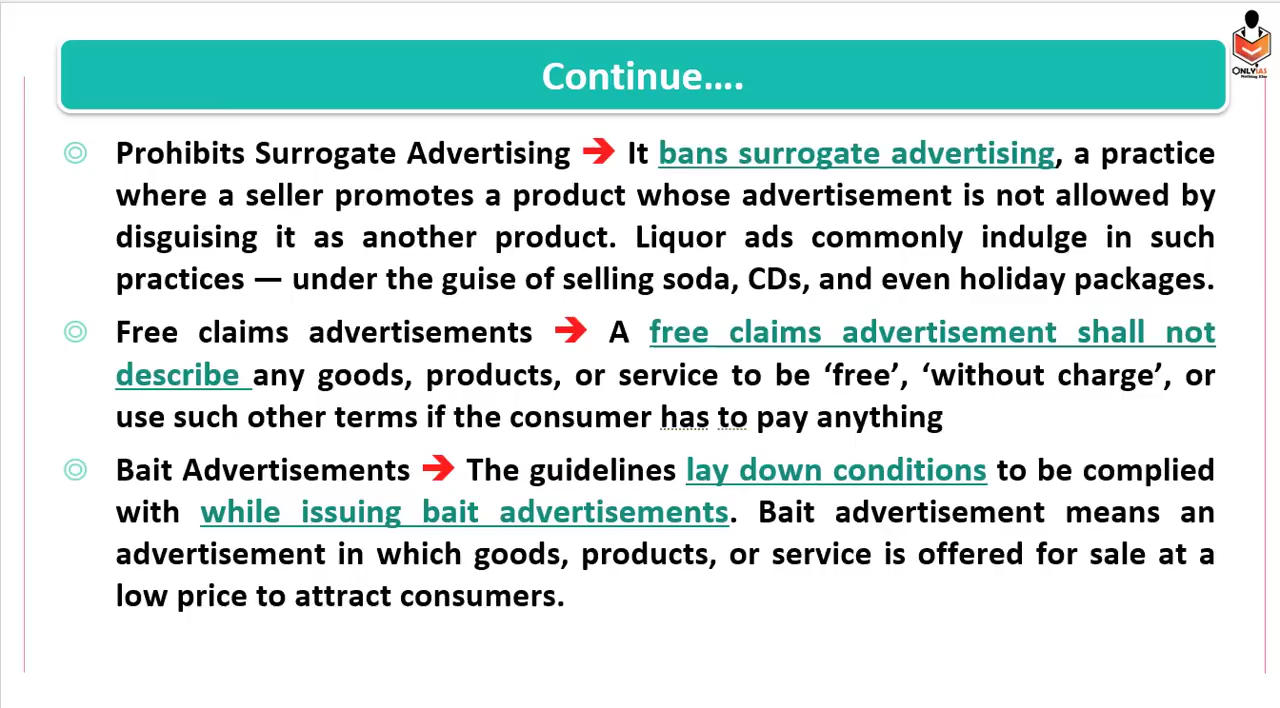 ONLYIAS
Continue....
Prohibits Surrogate Advertising ➔ It bans surrogate advertising, a practice
where a seller promotes a product whose advertisement is not allowed by
disguising it as another product. Liquor ads commonly indulge in such
practices — under the guise of selling soda, CDs, and even holiday packages.
Free claims advertisements ➔ A free claims advertisement shall not
describe any goods, products, or service to be ‘free’, ‘without charge’, or
use such other terms if the consumer has to pay anything
Bait Advertisements ➔ The guidelines lay down conditions to be complied
with while issuing bait advertisements. Bait advertisement means an
advertisement in which goods, products, or service is offered for sale at a
low price to attract consumers.